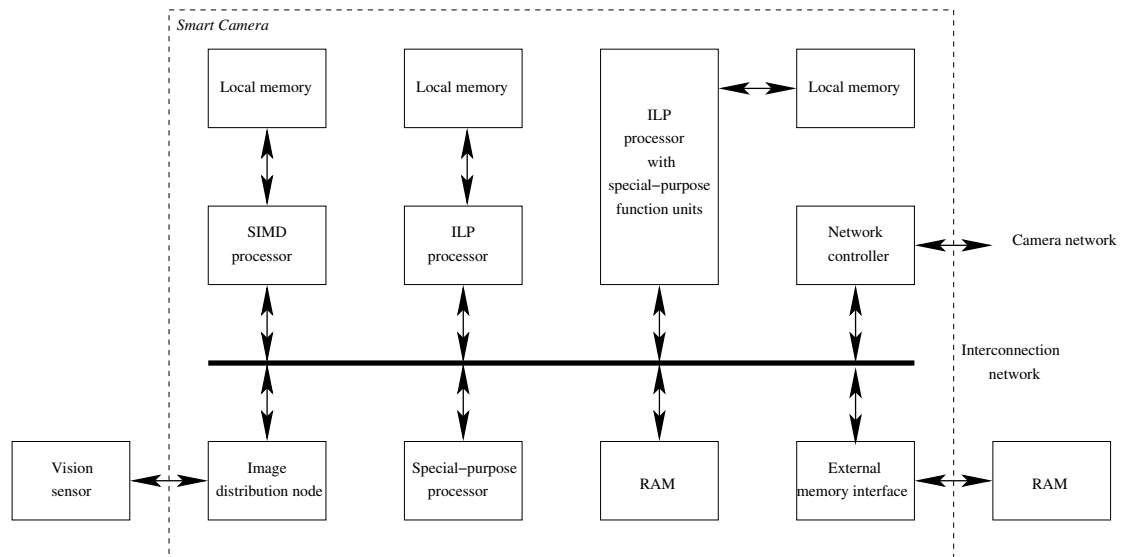 Smart Camera
Local memory
Local memory
ILP
processor
with
special−purpose
function units
Local memory
SIMD
processor
ILP
processor
Network
controller
Camera network
Interconnection
network
Vision
sensor
Image
distribution node
Special−purpose
processor
RAM
External
memory interface
RAM